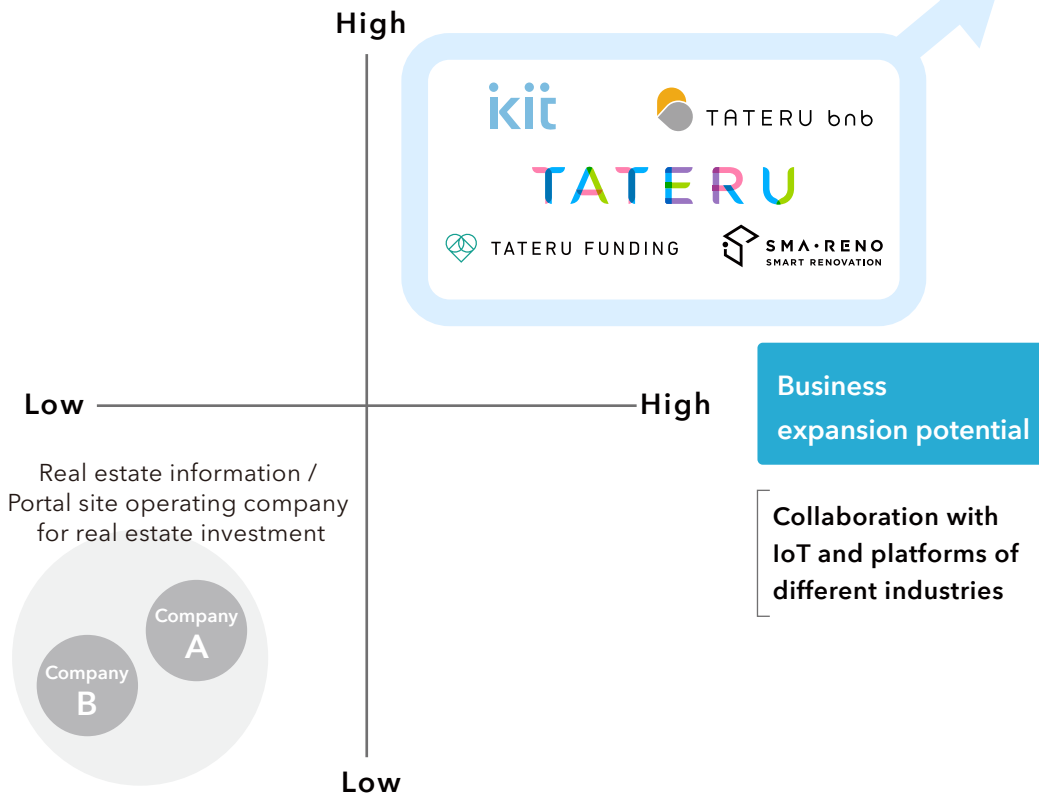 High
kit
TATERU bnb
TATERU
TATERU FUNDING
SMA·RENO
SMART RENOVATION
Low
High
Business
expansion potential
Real estate information /
Portal site operating company
for real estate investment
Collaboration with
IoT and platforms of
different industries
Company
A
Company
B
Low